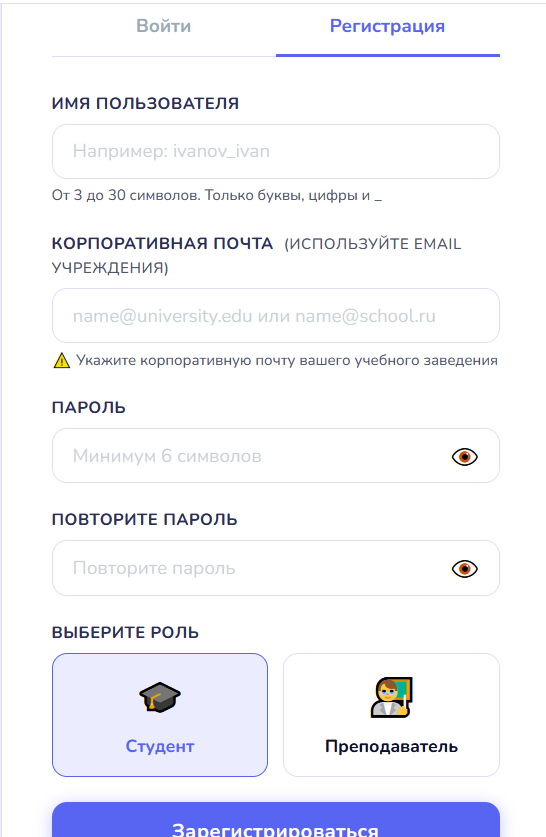 Войти
Регистрация
ИМЯ ПОЛЬЗОВАТЕЛЯ
Например: ivanov_ivan
От 3 до 30 символов. Только буквы, цифры и _
КОРПОРАТИВНАЯ ПОЧТА (ИСПОЛЬЗУЙТЕ EMAIL
УЧРЕЖДЕНИЯ)
name@university.edu или name@school.ru
⚠️ Укажите корпоративную почту вашего учебного заведения
ПАРОЛЬ
Минимум 6 символов
ПОВТОРИТЕ ПАРОЛЬ
Повторите пароль
ВЫБЕРИТЕ РОЛЬ
Студент
Преподаватель
Зарегистрироваться